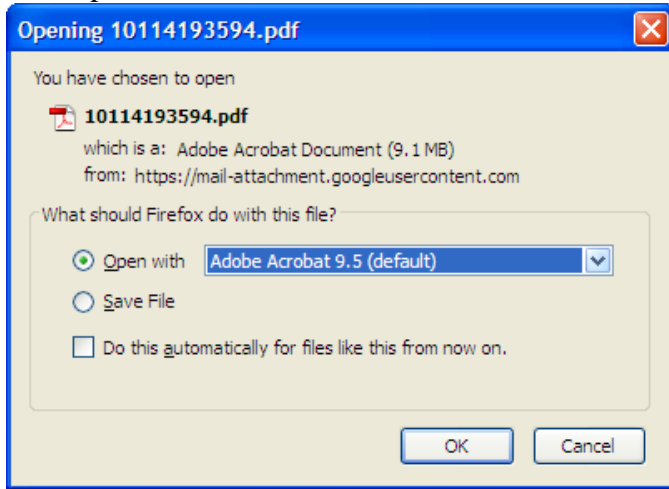 Opening 10114193594.pdf
You have chosen to open
10114193594.pdf
which is a: Adobe Acrobat Document (9.1 MB)
from: https://mail-attachment.googleusercontent.com
What should Firefox do with this file?
Open with Adobe Acrobat 9.5 (default)
Save File
Do this automatically for files like this from now on.
OK Cancel